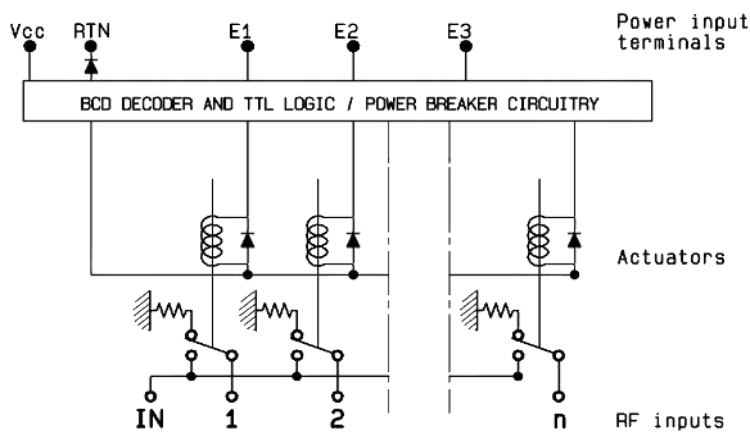 Power input
terminals
Vcc RTN E1 E2 E3
BCD DECODER AND TTL LOGIC / POWER BREAKER CIRCUITRY
Actuators
IN 1 2 n RF inputs